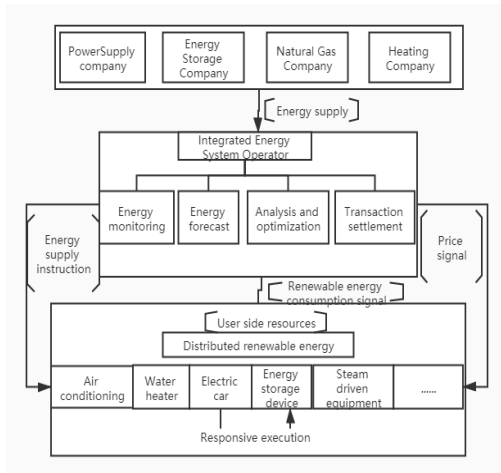 PowerSupply
company
Energy
Storage
Company
Natural Gas
Company
Heating
Company
Energy supply
Integrated Energy
System Operator
Energy
monitoring
Energy
forecast
Analysis and
optimization
Transaction
settlement
Energy
supply
instruction
Price
signal
Renewable energy
consumption signal
User side resources
Distributed renewable energy
Air
conditioning
Water
heater
Electric
car
Energy
storage
device
Steam
driven
equipment
......
Responsive execution